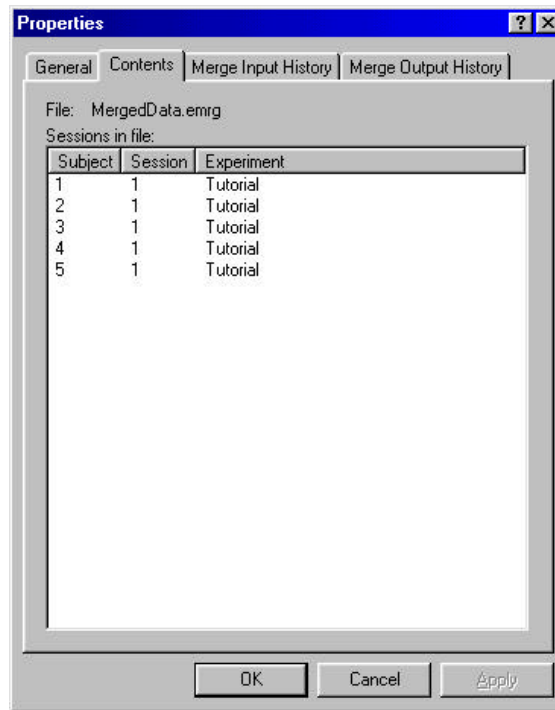 Properties
General Contents Merge Input History Merge Output History
File: MergedData.emrg
Sessions in file:
Subject Session Experiment
1 1 Tutorial
2 1 Tutorial
3 1 Tutorial
4 1 Tutorial
5 1 Tutorial
OK Cancel Apply